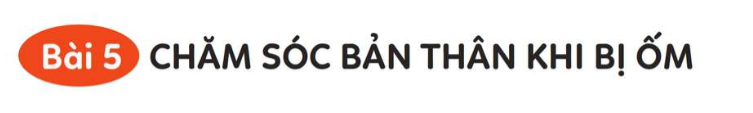 Bài 5 CHĂM SÓC BẢN THÂN KHI BỊ ỐM